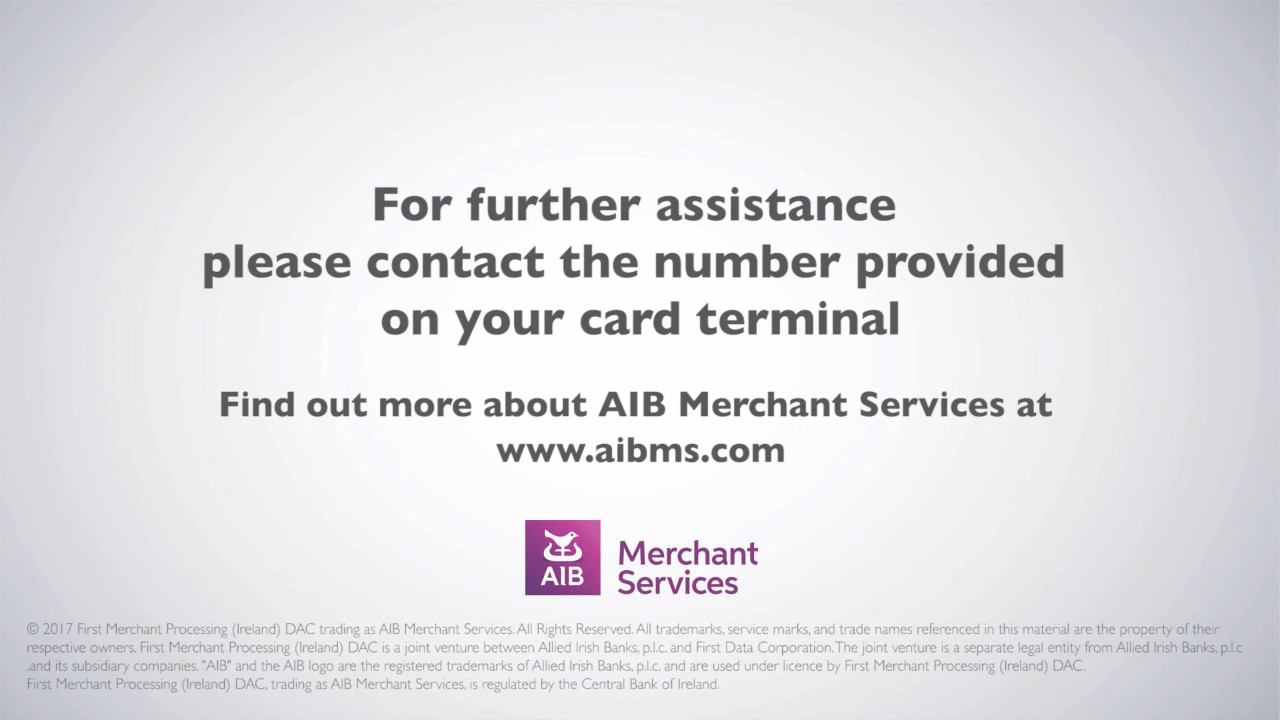 For further assistance
please contact the number provided
on your card terminal
Find out more about AIB Merchant Services at
www.aibms.com
AIB
Merchant
Services
© 2017 First Merchant Processing (Ireland) DAC trading as AIB Merchant Services. All Rights Reserved. All trademarks, service marks, and trade names referenced in this material are the property of their
respective owners. First Merchant Processing (Ireland) DAC is a joint venture between Allied Irish Banks, p.l.c. and First Data Corporation. The joint venture is a separate legal entity from Allied Irish Banks, p.l.c
.and its subsidiary companies. "AIB" and the AIB logo are the registered trademarks of Allied Irish Banks, p.l.c. and are used under licence by First Merchant Processing (Ireland) DAC.
First Merchant Processing (Ireland) DAC, trading as AIB Merchant Services, is regulated by the Central Bank of Ireland.